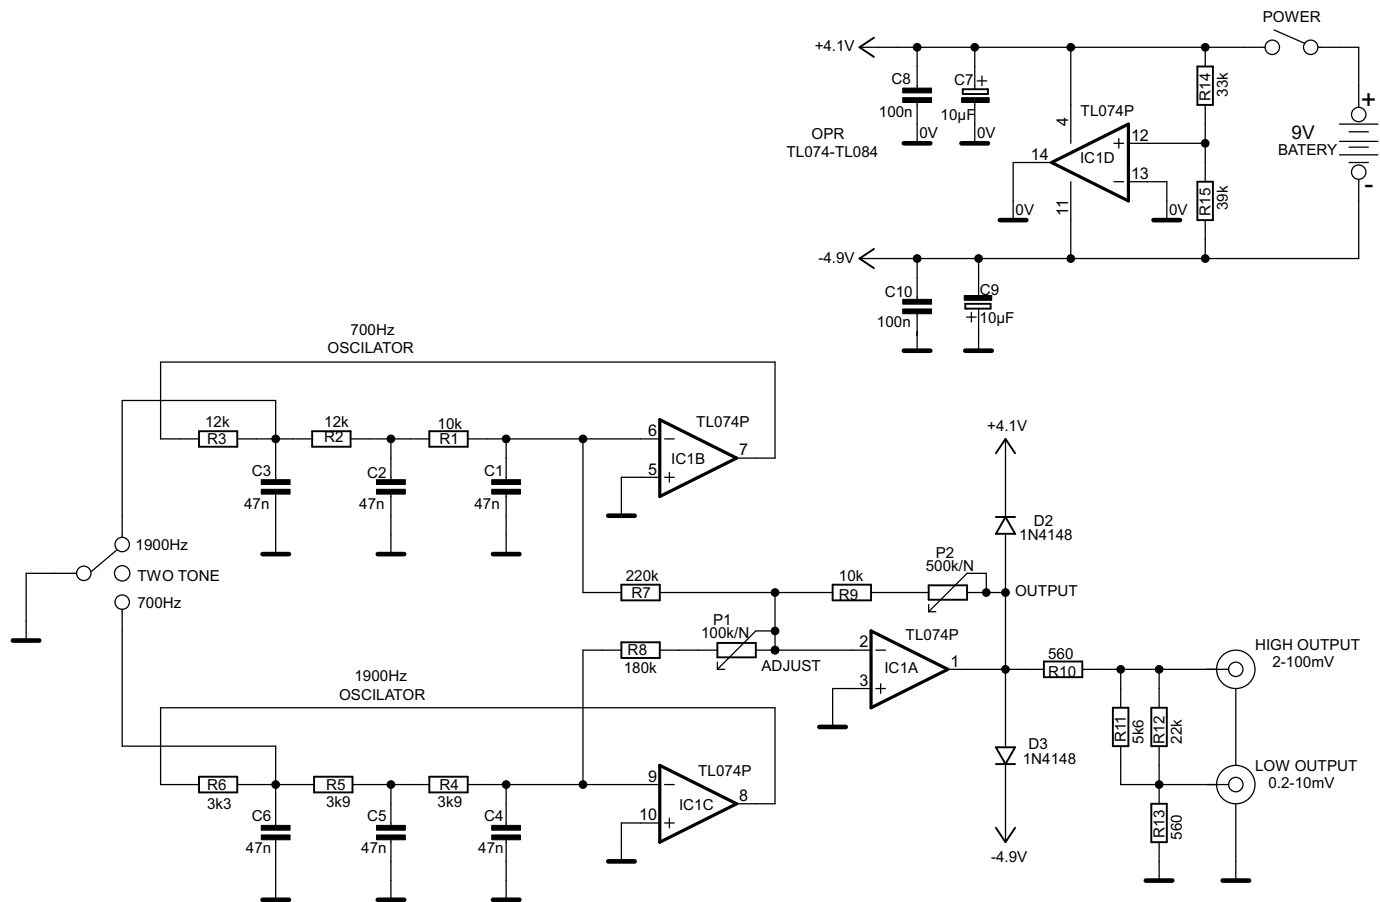 POWER
+4.1V
C8
100n
0V
C7
+
10µF
0V
R14
33k
+
TL074P
4
OPR
TL074-TL084
14
IC1D
+
12
−
13
11
0V
0V
R15
39k
9V
BATERY
-
-4.9V
C10
100n
C9
+
10µF
700Hz
OSCILATOR
12k
R3
12k
R2
10k
R1
C3
47n
C2
47n
C1
47n
TL074P
6
−
IC1B
7
5
+
1900Hz
TWO TONE
700Hz
+4.1V
D2
1N4148
220k
R7
10k
R9
P2
500k/N
OUTPUT
P1
100k/N
R8
180k
ADJUST
TL074P
2
−
IC1A
1
3
+
560
R10
HIGH OUTPUT
2-100mV
R11
5k6
R12
22k
D3
1N4148
LOW OUTPUT
0.2-10mV
R13
560
-4.9V
1900Hz
OSCILATOR
R6
3k3
R5
3k9
R4
3k9
C6
47n
C5
47n
C4
47n
TL074P
9
−
IC1C
8
10
+